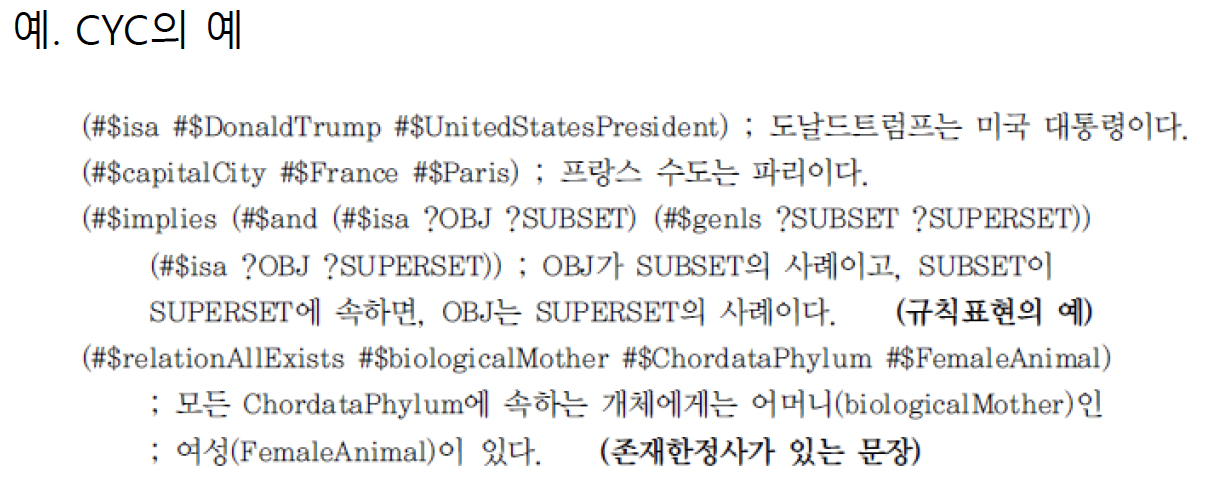 예. CYC의 예
(#$isa #$DonaldTrump #$UnitedStatesPresident) ; 도날드트럼프는 미국 대통령이다.
(#$capitalCity #$France #$Paris) ; 프랑스 수도는 파리이다.
(#$implies (#$and (#$isa ?OBJ ?SUBSET) (#$genls ?SUBSET ?SUPERSET))
(#$isa ?OBJ ?SUPERSET)) ; OBJ가 SUBSET의 사례이고, SUBSET이
SUPERSET에 속하면, OBJ는 SUPERSET의 사례이다. (규칙표현의 예)
(#$relationAllExists #$biologicalMother #$ChordataPhylum #$FemaleAnimal)
; 모든 ChordataPhylum에 속하는 개체에게는 어머니(biologicalMother)인
; 여성(FemaleAnimal)이 있다. (존재한정사가 있는 문장)